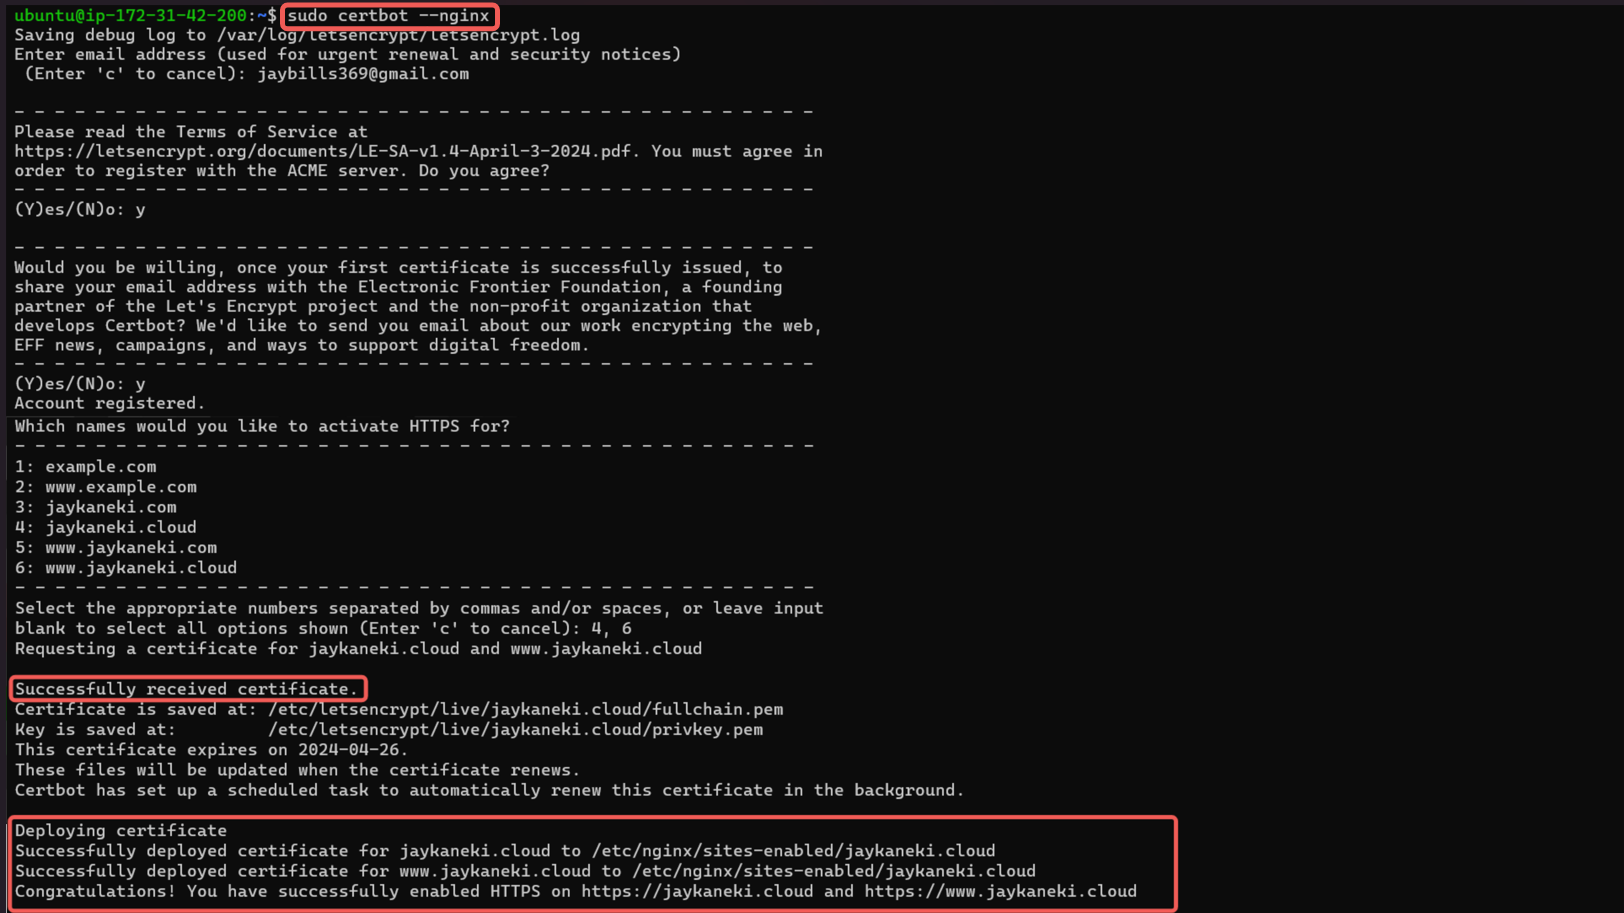 ubuntu@ip-172-31-42-200:~$ sudo certbot --nginx
Saving debug log to /var/log/letsencrypt/letsencrypt.log
Enter email address (used for urgent renewal and security notices)
 (Enter 'c' to cancel): jaybills369@gmail.com
- - - - - - - - - - - - - - - - - - - - - - - - - - - - - - - - - - - - - - - -
Please read the Terms of Service at
https://letsencrypt.org/documents/LE-SA-v1.4-April-3-2024.pdf. You must agree in
order to register with the ACME server. Do you agree?
- - - - - - - - - - - - - - - - - - - - - - - - - - - - - - - - - - - - - - - -
(Y)es/(N)o: y
- - - - - - - - - - - - - - - - - - - - - - - - - - - - - - - - - - - - - - - -
Would you be willing, once your first certificate is successfully issued, to
share your email address with the Electronic Frontier Foundation, a founding
partner of the Let's Encrypt project and the non-profit organization that
develops Certbot? We'd like to send you email about our work encrypting the web,
EFF news, campaigns, and ways to support digital freedom.
- - - - - - - - - - - - - - - - - - - - - - - - - - - - - - - - - - - - - - - -
(Y)es/(N)o: y
Account registered.
Which names would you like to activate HTTPS for?
- - - - - - - - - - - - - - - - - - - - - - - - - - - - - - - - - - - - - - - -
1: example.com
2: www.example.com
3: jaykaneki.com
4: jaykaneki.cloud
5: www.jaykaneki.com
6: www.jaykaneki.cloud
- - - - - - - - - - - - - - - - - - - - - - - - - - - - - - - - - - - - - - - -
Select the appropriate numbers separated by commas and/or spaces, or leave input
blank to select all options shown (Enter 'c' to cancel): 4, 6
Requesting a certificate for jaykaneki.cloud and www.jaykaneki.cloud
Successfully received certificate.
Certificate is saved at: /etc/letsencrypt/live/jaykaneki.cloud/fullchain.pem
Key is saved at:         /etc/letsencrypt/live/jaykaneki.cloud/privkey.pem
This certificate expires on 2024-04-26.
These files will be updated when the certificate renews.
Certbot has set up a scheduled task to automatically renew this certificate in the background.
Deploying certificate
Successfully deployed certificate for jaykaneki.cloud to /etc/nginx/sites-enabled/jaykaneki.cloud
Successfully deployed certificate for www.jaykaneki.cloud to /etc/nginx/sites-enabled/jaykaneki.cloud
Congratulations! You have successfully enabled HTTPS on https://jaykaneki.cloud and https://www.jaykaneki.cloud